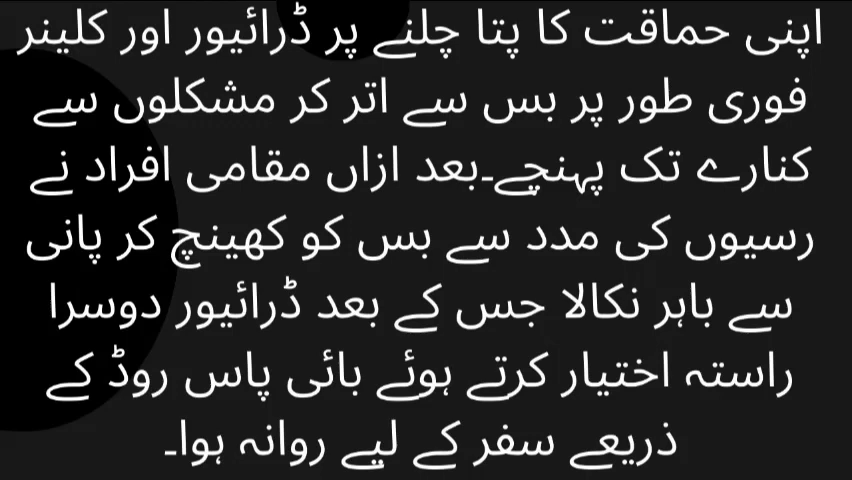 اپنی حماقت کا پتا چلنے پر ڈرائیور اور کلینر
فوری طور پر بس سے اتر کر مشکلوں سے
کنارے تک پہنچے۔بعد ازاں مقامی افراد نے
رسیوں کی مدد سے بس کو کھینچ کر پانی
سے باہر نکالا جس کے بعد ڈرائیور دوسرا
راستہ اختیار کرتے ہوئے بائی پاس روڈ کے
ذریعے سفر کے لیے روانہ ہوا۔